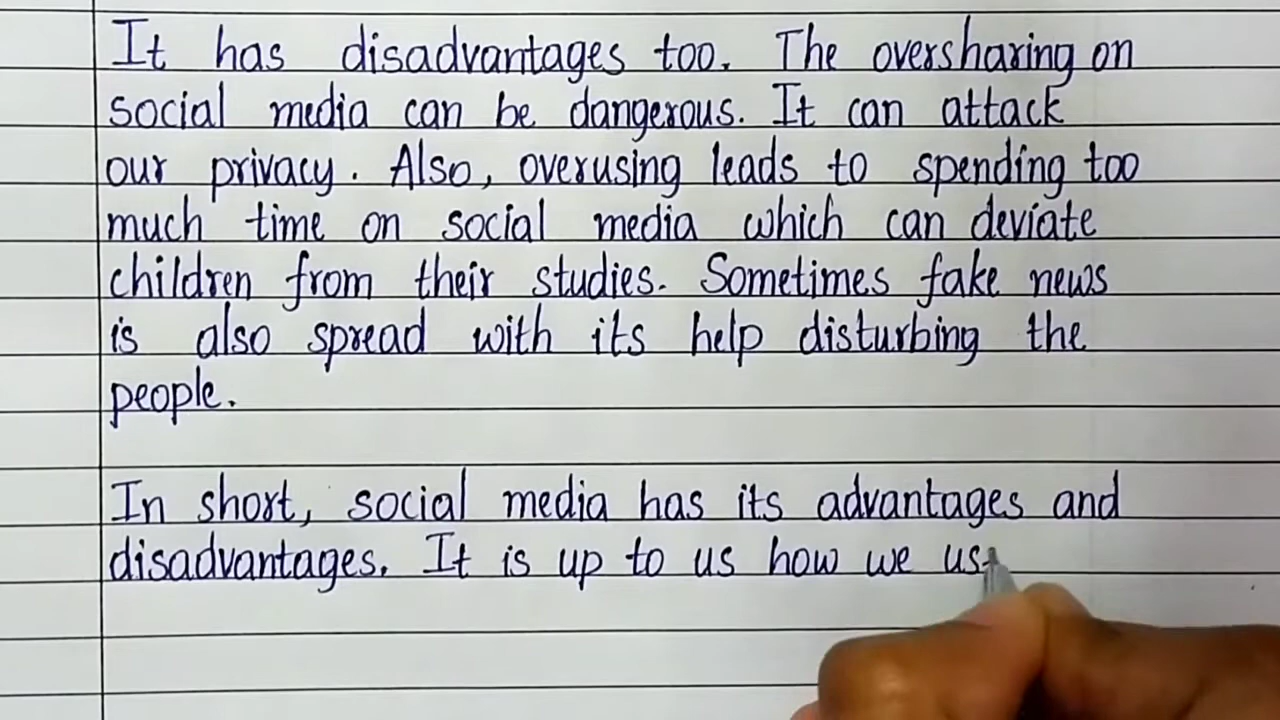 It has disadvantages too. The oversharing on
social media can be dangerous. It can attack
our privacy. Also, overusing leads to spending too
much time on social media which can deviate
children from their studies. Sometimes fake news
is also spread with its help disturbing the
people.
In short, social media has its advantages and
disadvantages. It is up to us how we us